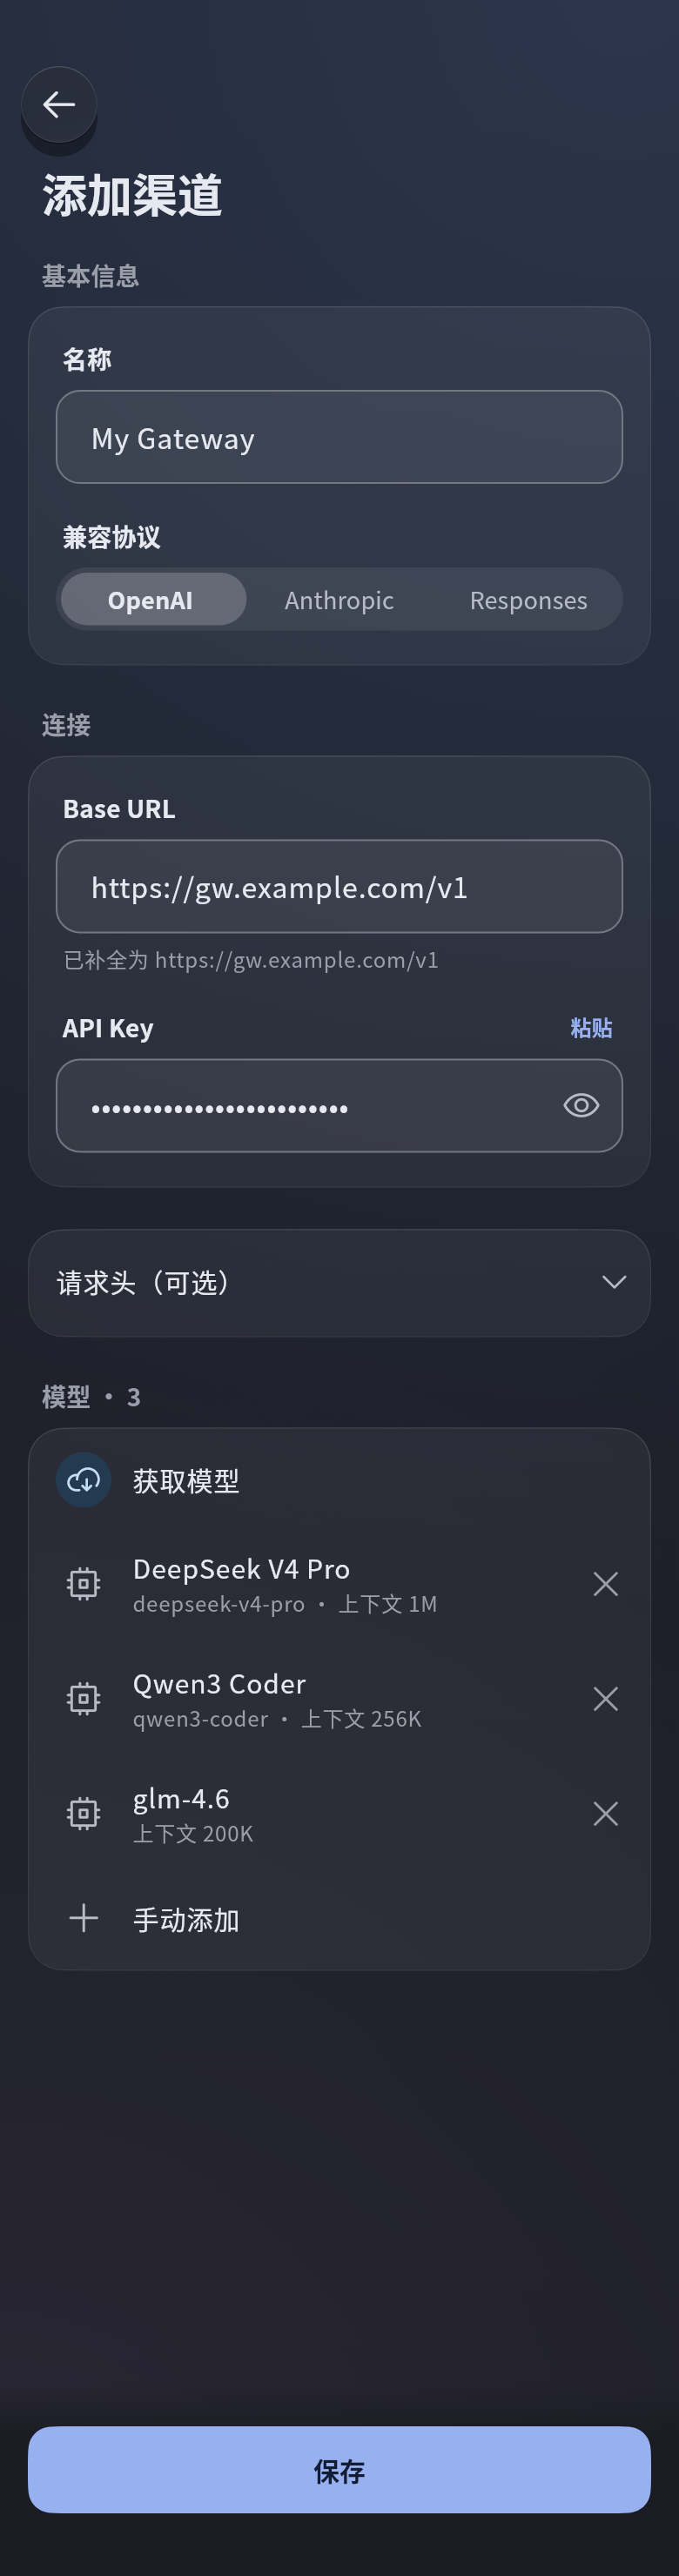 添加渠道
基本信息
名称
My Gateway
兼容协议
OpenAI Anthropic Responses
连接
Base URL
https://gw.example.com/v1
已补全为 https://gw.example.com/v1
API Key 粘贴
•••••••••••••••••••••••••
请求头（可选）
模型 · 3
获取模型
DeepSeek V4 Pro
deepseek-v4-pro · 上下文 1M
Qwen3 Coder
qwen3-coder · 上下文 256K
glm-4.6
上下文 200K
手动添加
保存